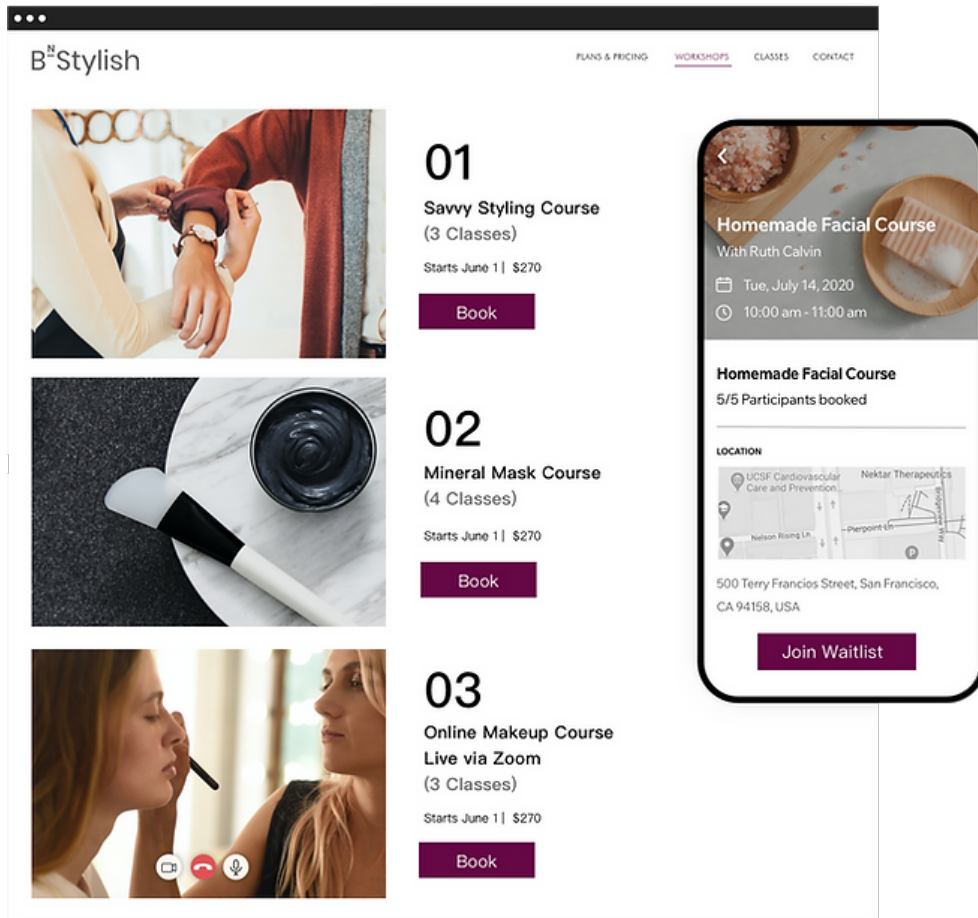 BNStylish
PLANS & PRICING
WORKSHOPS
CLASSES
CONTACT
01
Savvy Styling Course
(3 Classes)
Starts June 1 | $270
Book
02
Mineral Mask Course
(4 Classes)
Starts June 1 | $270
Book
03
Online Makeup Course
Live via Zoom
(3 Classes)
Starts June 1 | $270
Book
Homemade Facial Course
With Ruth Calvin
Tue, July 14, 2020
10:00 am - 11:00 am
Homemade Facial Course
5/5 Participants booked
LOCATION
UCSF Cardiovascular
Care and Prevention
Nektar Therapeutics
Bridgeview Way
Pierpoint Ln
Nelson Rising Ln
P
500 Terry Francios Street, San Francisco,
CA 94158, USA
Join Waitlist